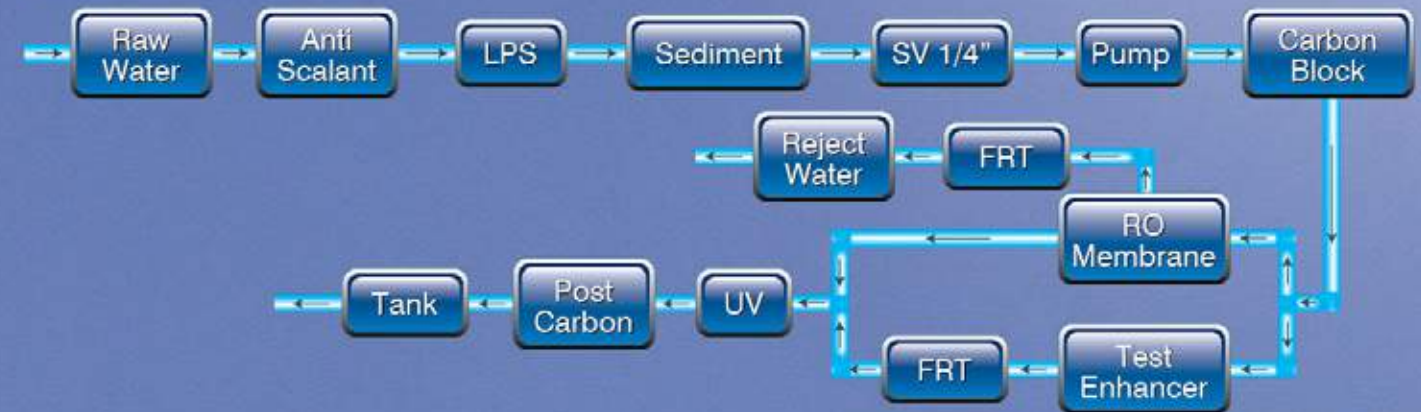 Raw
Water
Anti
Scalant
LPS
Sediment
SV 1/4"
Pump
Carbon
Block
Reject
Water
FRT
RO
Membrane
Tank
Post
Carbon
UV
FRT
Test
Enhancer